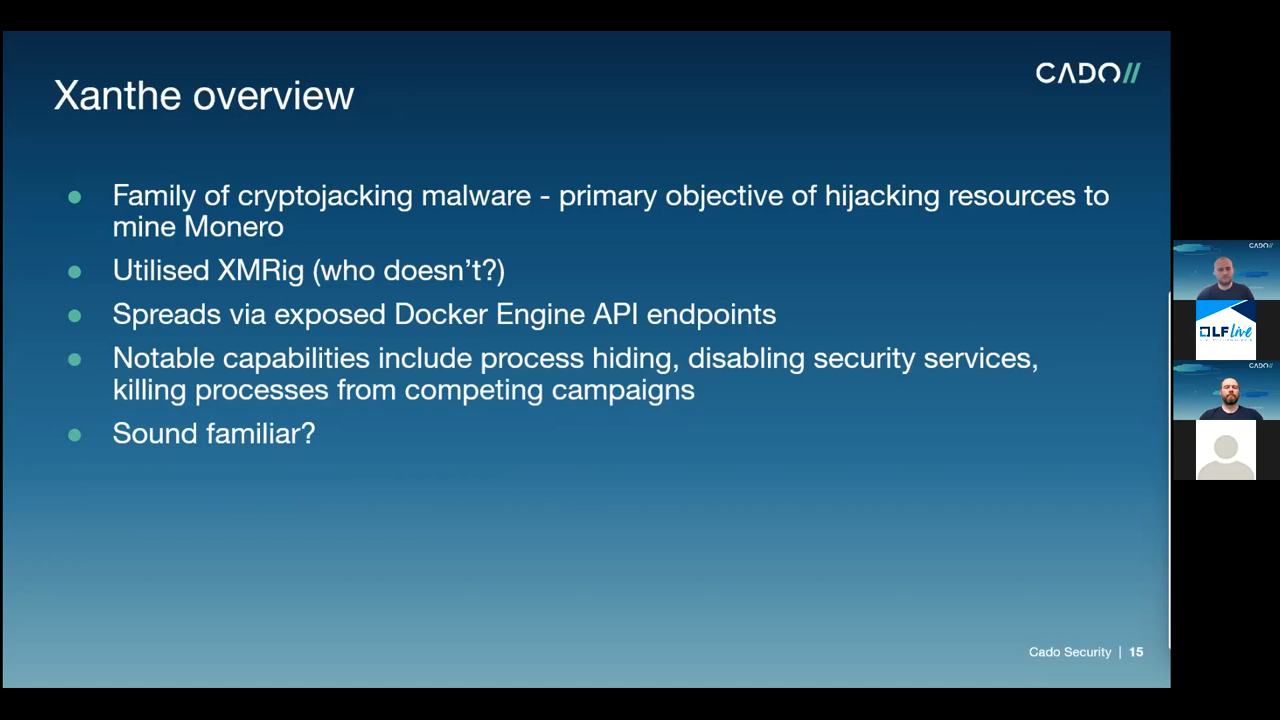 CADO//
Xanthe overview
● Family of cryptojacking malware - primary objective of hijacking resources to
mine Monero
● Utilised XMRig (who doesn't?)
● Spreads via exposed Docker Engine API endpoints
● Notable capabilities include process hiding, disabling security services,
killing processes from competing campaigns
● Sound familiar?
Cado Security | 15
CADO//
LF Live
CADO//